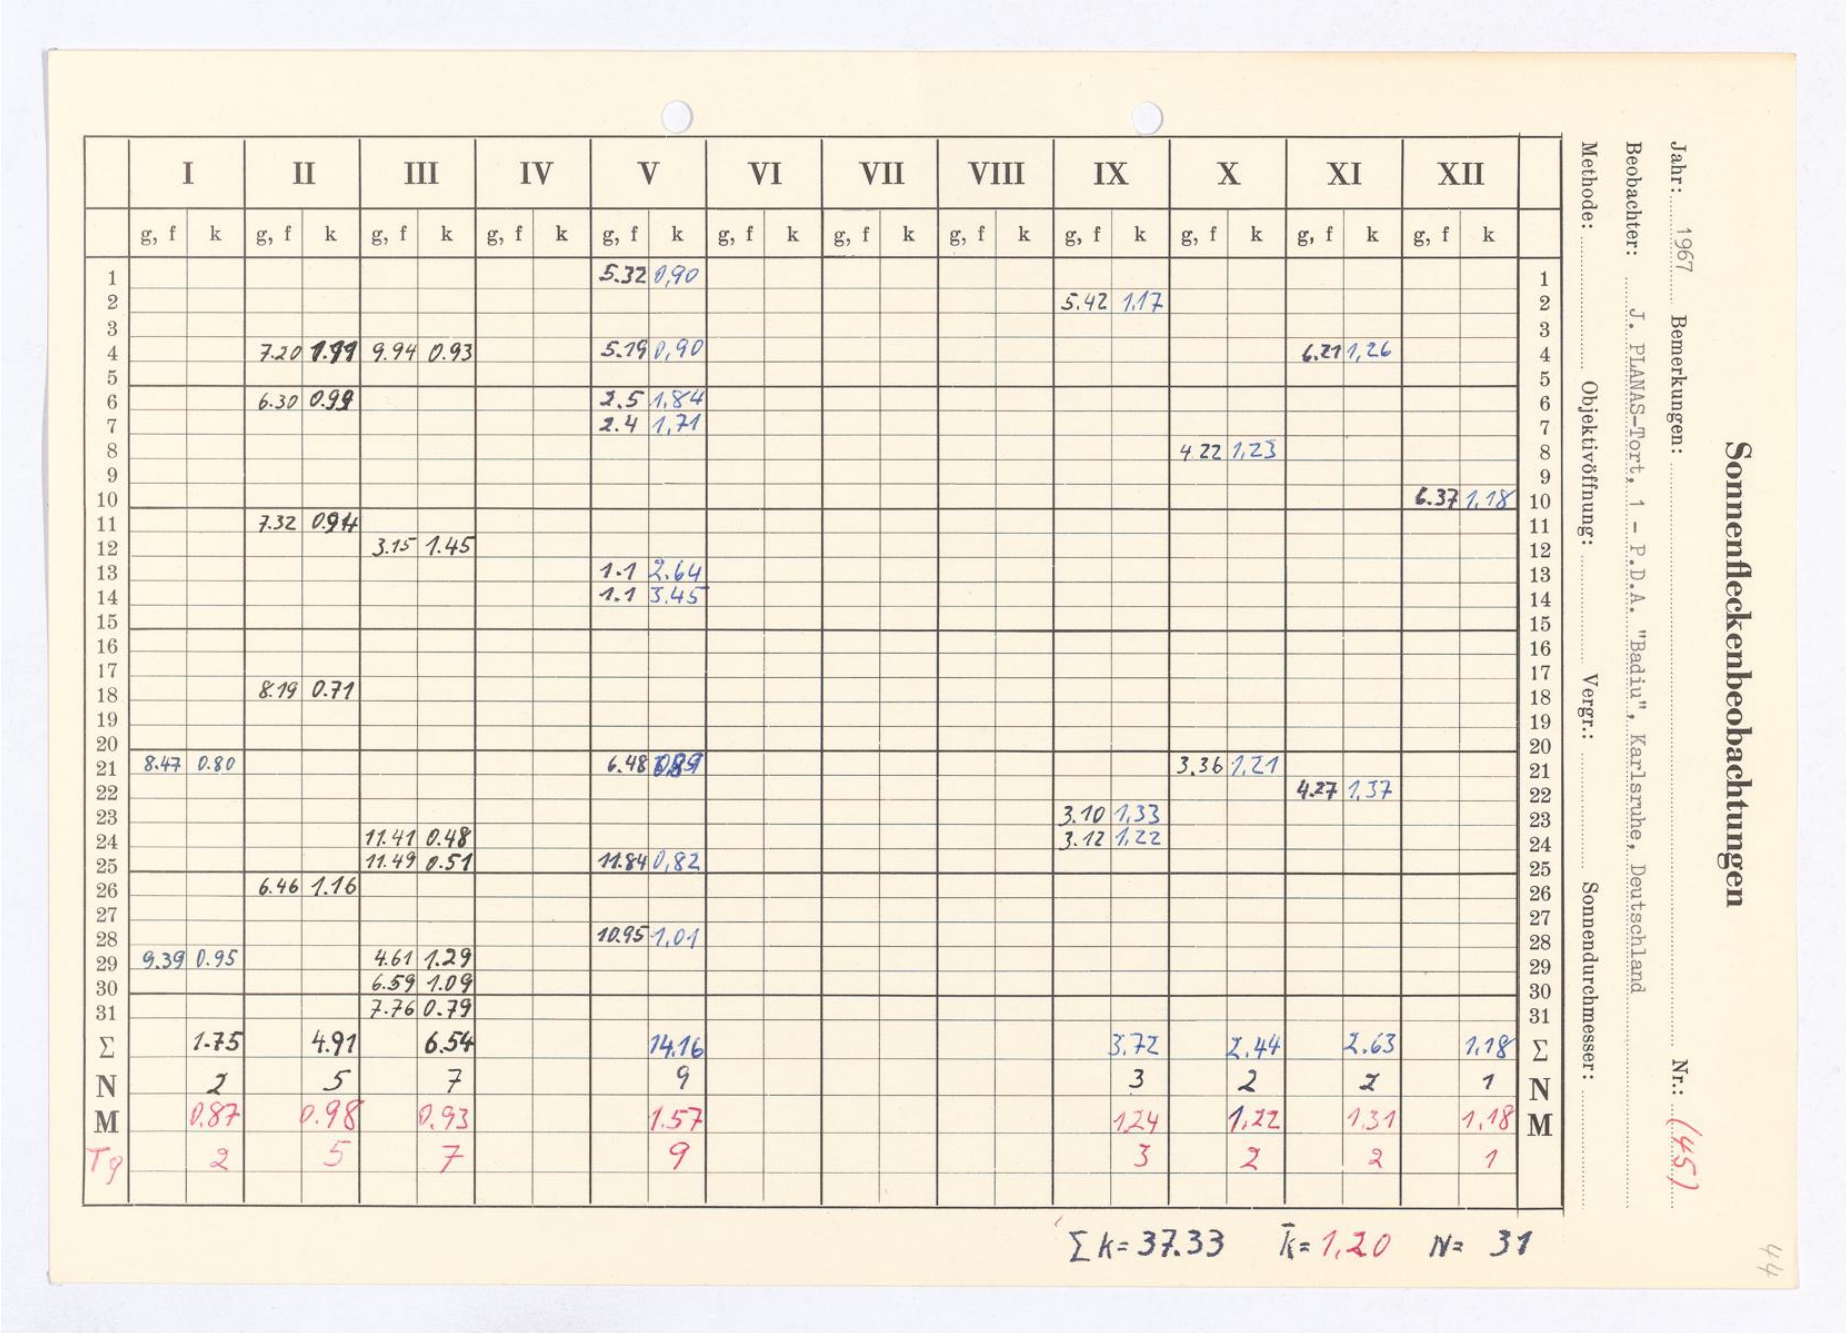 Sonnenfleckenbeobachtungen
Jahr: 1967 Bemerkungen: Nr.: (45)
Beobachter: J. PLANAS-Tort, 1 - P.D.A. "Badiu", Karlsruhe, Deutschland
Methode: Objektivöffnung: Vergr.: Sonnendurchmesser:
I II III IV V VI VII VIII IX X XI XII
g, f k g, f k g, f k g, f k g, f k g, f k g, f k g, f k g, f k g, f k g, f k g, f k
1 5.32 0,90 1
2 5.42 1,17 2
3 3
4 7.20 1.11 9.94 0.93 5.19 0,90 6.21 1,26 4
5 5
6 6.30 0.99 2.5 1,84 6
7 2.4 1,71 7
8 4.22 1,23 8
9 9
10 6.37 1,18 10
11 7.32 0.94 11
12 3.15 1.45 12
13 1.1 2.64 13
14 1.1 3.45 14
15 15
16 16
17 17
18 8.19 0.71 18
19 19
20 20
21 8.47 0.80 6.48 0,89 3.36 1,21 21
22 4.27 1,37 22
23 3.10 1,33 23
24 11.41 0.48 3.12 1,22 24
25 11.49 0.51 11.84 0,82 25
26 6.46 1.16 26
27 27
28 10.95 1,01 28
29 9.39 0.95 4.61 1.29 29
30 6.59 1.09 30
31 7.76 0.79 31
Σ 1.75 4.91 6.54 14.16 3.72 2.44 2.63 1,18 Σ
N 2 5 7 9 3 2 2 1 N
M 0.87 0.98 0.93 1.57 1.24 1,22 1.31 1,18 M
Tg 2 5 7 9 3 2 2 1
Σ k = 37.33 k̄ = 1,20 N = 31
44